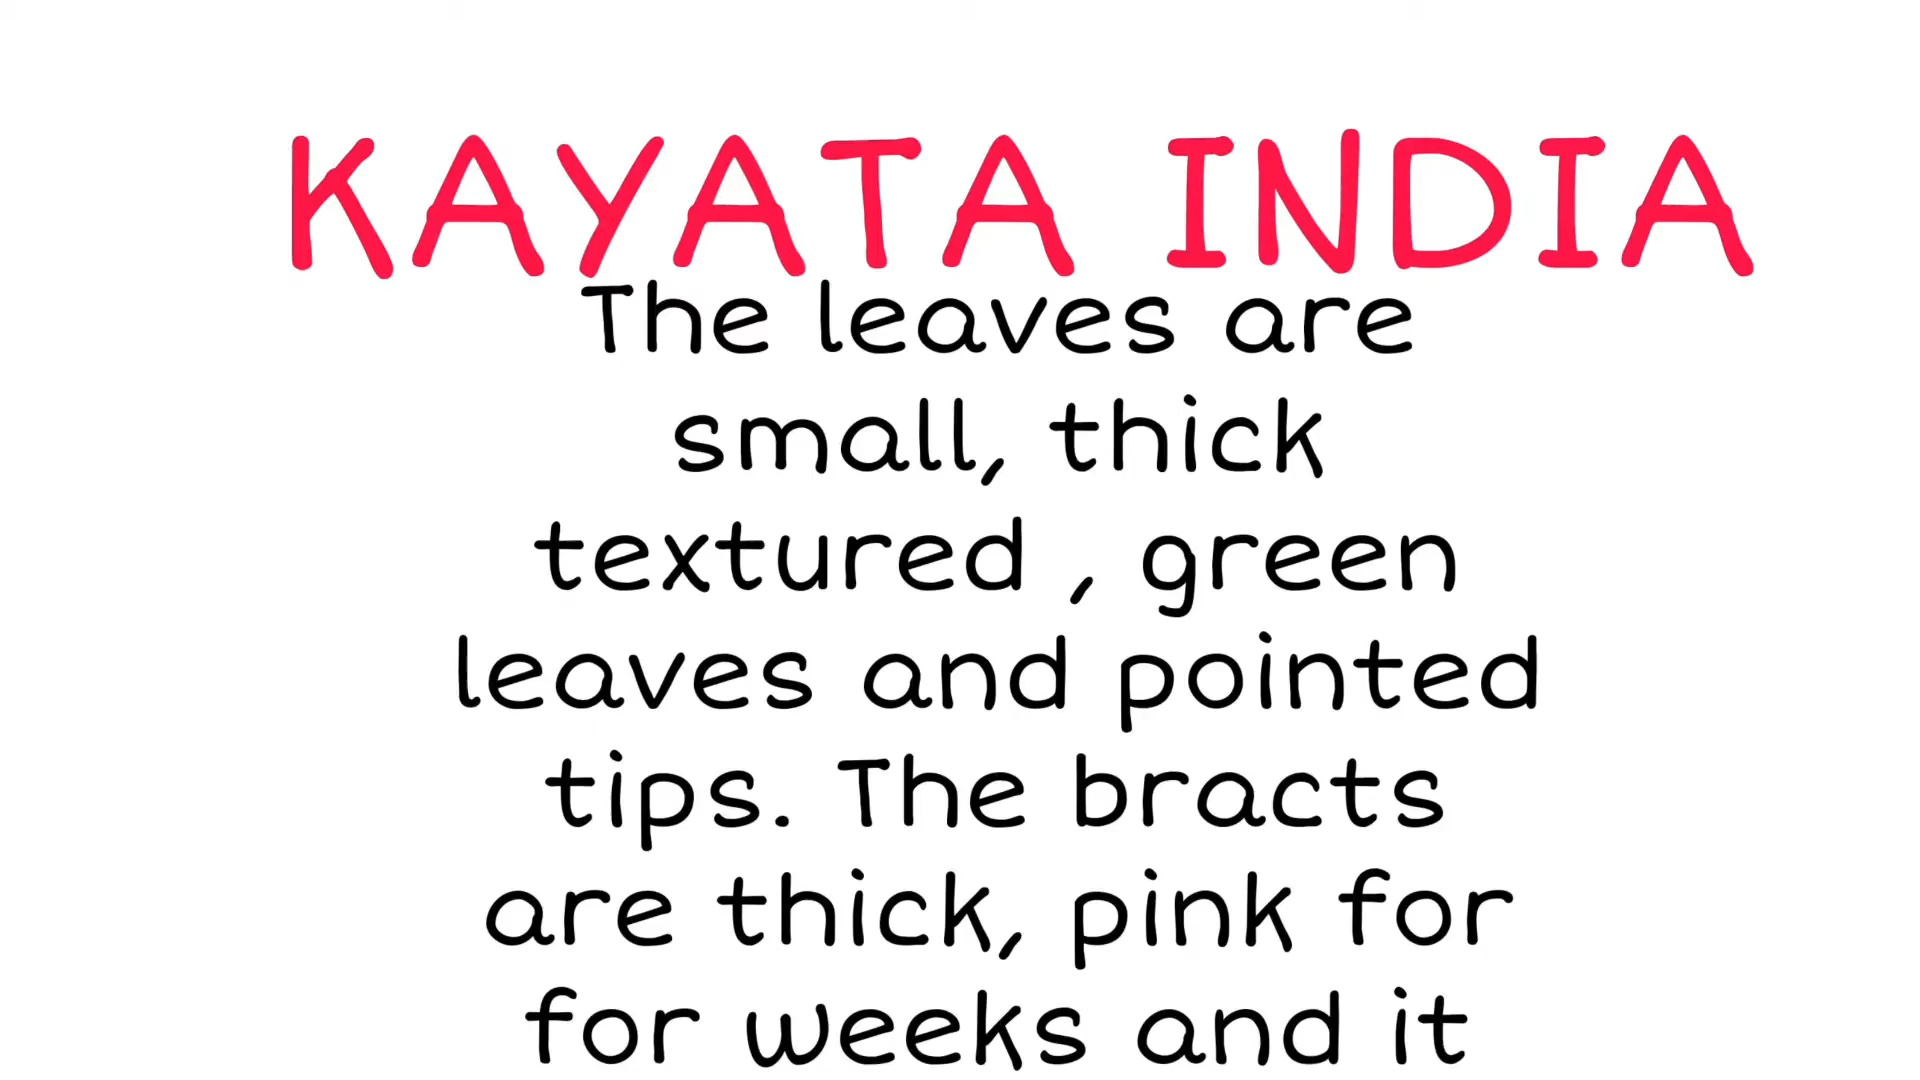 KAYATA INDIA
The leaves are
small, thick
textured , green
leaves and pointed
tips. The bracts
are thick, pink for
for weeks and it